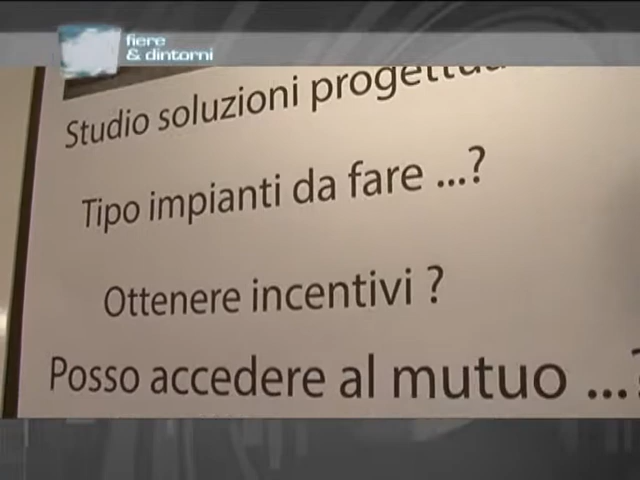 fiere
& dintorni
Studio soluzioni
Tipo impianti da fare ...?
Ottenere incentivi ?
Posso accedere al mutuo ...?